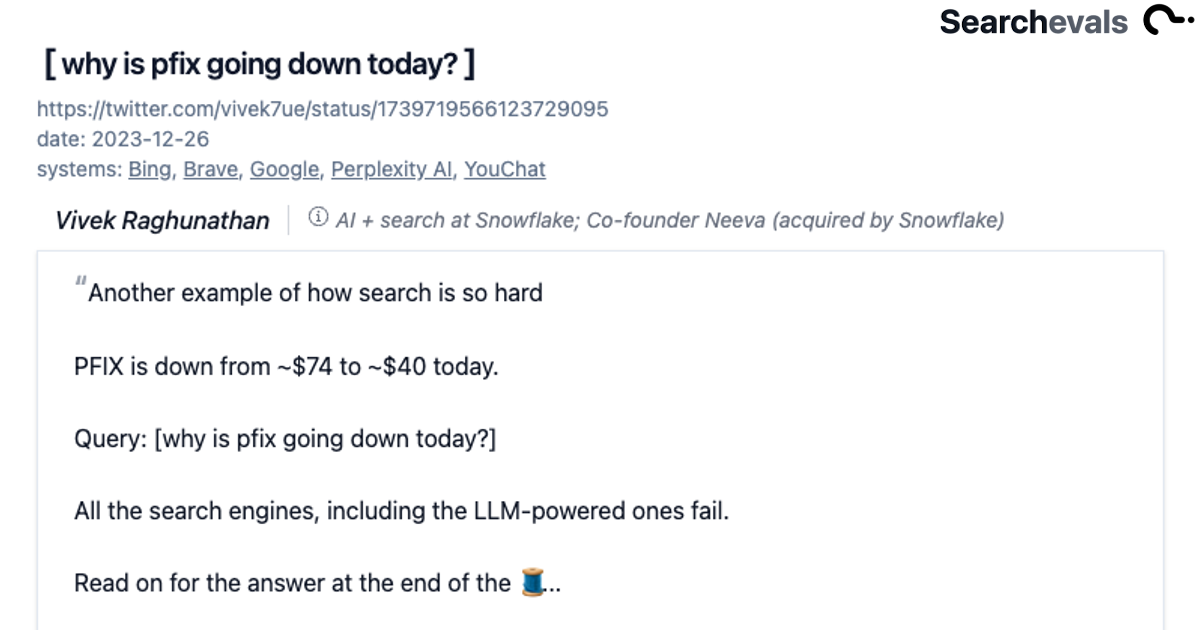 Searchevals
[ why is pfix going down today? ]
https://twitter.com/vivek7ue/status/1739719566123729095
date: 2023-12-26
systems: Bing, Brave, Google, Perplexity AI, YouChat
Vivek Raghunathan | ⓘ AI + search at Snowflake; Co-founder Neeva (acquired by Snowflake)
"Another example of how search is so hard
PFIX is down from ~$74 to ~$40 today.
Query: [why is pfix going down today?]
All the search engines, including the LLM-powered ones fail.
Read on for the answer at the end of the 🧵...